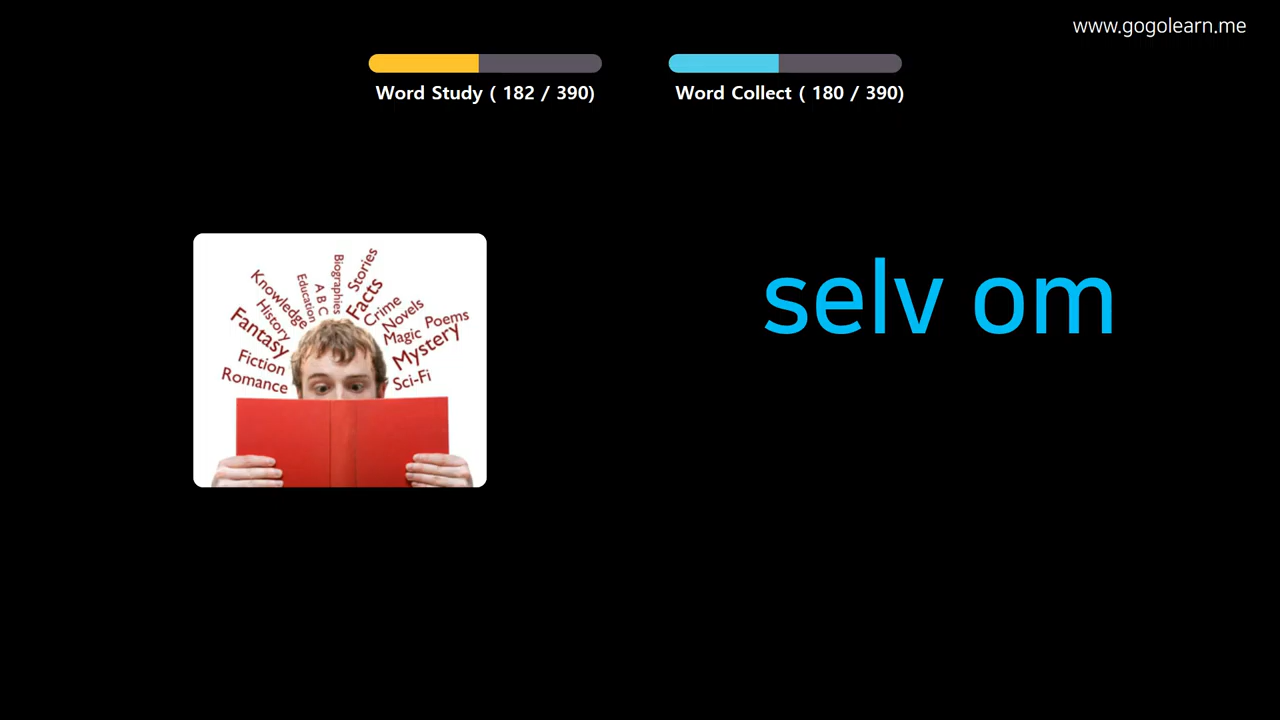 www.gogolearn.me
Word Study ( 182 / 390)
Word Collect ( 180 / 390)
selv om
Knowledge
History
Fantasy
Fiction
Romance
Education
A B C
Biographies
Stories
Facts
Crime
Novels
Magic
Poems
Mystery
Sci-Fi